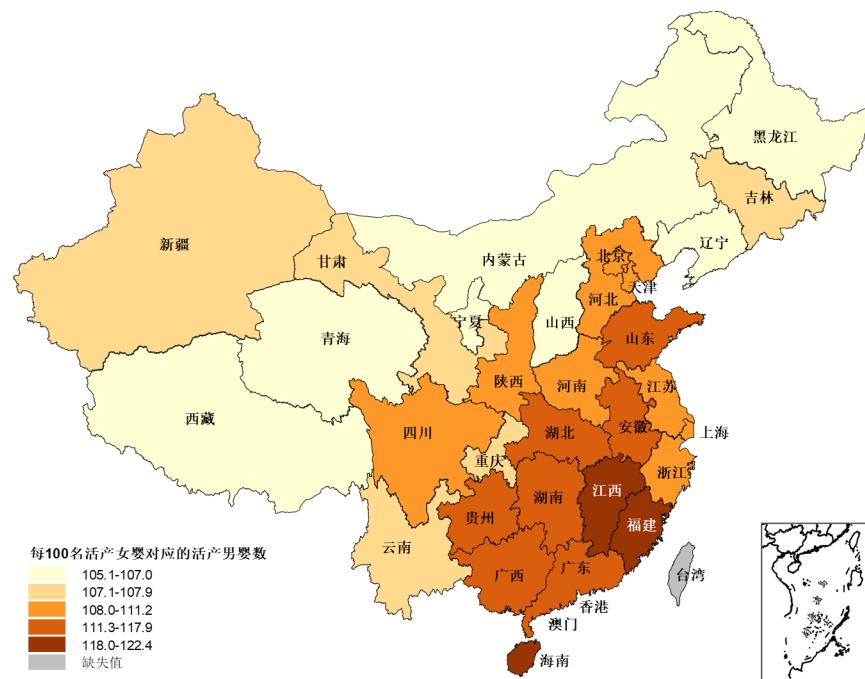 黑龙江
吉林
新疆
辽宁
甘肃
内蒙古
北京
天津
河北
宁夏
山西
青海
山东
陕西
河南
江苏
西藏
四川
湖北
安徽
上海
重庆
浙江
江西
湖南
贵州
福建
云南
广西
广东
台湾
香港
澳门
海南
每100名活产女婴对应的活产男婴数
105.1-107.0
107.1-107.9
108.0-111.2
111.3-117.9
118.0-122.4
缺失值